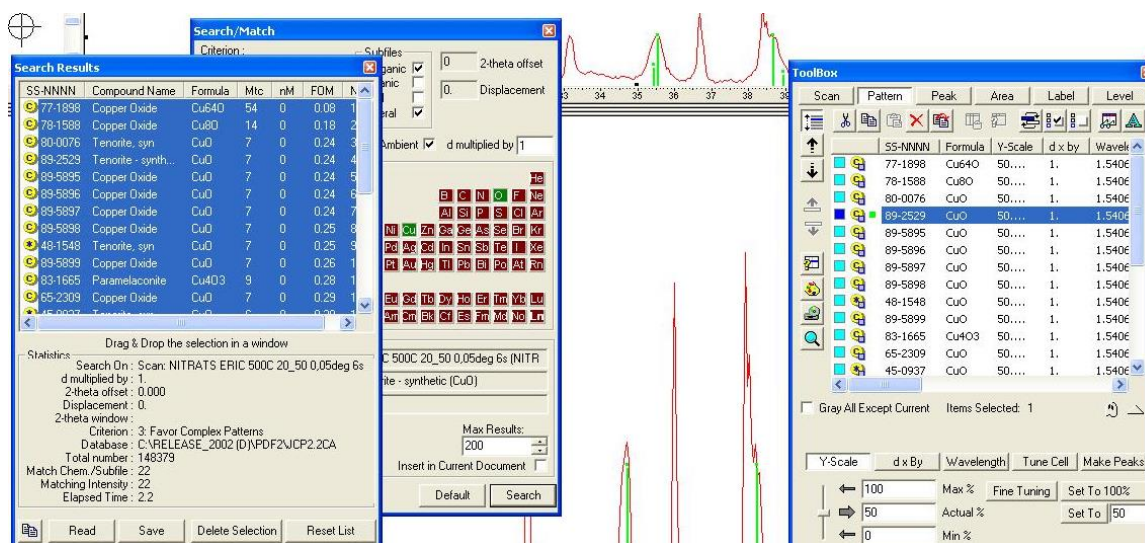 Search/Match
Criterion :
Subfiles
2-theta offset
Displacement
Ambient
d multiplied by 1
He
B C N O F Ne
Al Si P S Cl Ar
Ni Cu Zn Ga Ge As Se Br Kr
Pd Ag Cd In Sn Sb Te I Xe
Pt Au Hg Tl Pb Bi Po At Rn
Eu Gd Tb Dy Ho Er Tm Yb Lu
Am Cm Bk Cf Es Fm Md No Ln
C 500C 20_50 0,05deg 6s (NITR
rite - synthetic (CuO)
Max Results:
200
Insert in Current Document
Default Search
Search Results
SS-NNNN Compound Name Formula Mtc nM FOM N
77-1898 Copper Oxide Cu64O 54 0 0.08 1
78-1588 Copper Oxide Cu8O 14 0 0.18 2
80-0076 Tenorite, syn CuO 7 0 0.24 3
89-2529 Tenorite - synth... CuO 7 0 0.24 4
89-5895 Copper Oxide CuO 7 0 0.24 5
89-5896 Copper Oxide CuO 7 0 0.24 6
89-5897 Copper Oxide CuO 7 0 0.24 7
89-5898 Copper Oxide CuO 7 0 0.25 8
48-1548 Tenorite, syn CuO 7 0 0.25 9
89-5899 Copper Oxide CuO 7 0 0.26 1
83-1665 Paramelaconite Cu4O3 9 0 0.28 1
65-2309 Copper Oxide CuO 7 0 0.29 1
Drag & Drop the selection in a window
Statistics
Search On : Scan: NITRATS ERIC 500C 20_50 0,05deg 6s
d multiplied by : 1.
2-theta offset : 0.000
Displacement : 0.
2-theta window :
Criterion : 3: Favor Complex Patterns
Database : C:\RELEASE_2002 (D)\PDF2\JCP2.2CA
Total number : 148379
Match Chem./Subfile : 22
Matching Intensity : 22
Elapsed Time : 2.2
Read Save Delete Selection Reset List
34 35 36 37 38 39
ToolBox
Scan Pattern Peak Area Label Level
SS-NNNN Formula Y-Scale d x by Wavele
77-1898 Cu64O 50.... 1. 1.5406
78-1588 Cu8O 50.... 1. 1.5406
80-0076 CuO 50.... 1. 1.5406
89-2529 CuO 50.... 1. 1.5406
89-5895 CuO 50.... 1. 1.5406
89-5896 CuO 50.... 1. 1.5406
89-5897 CuO 50.... 1. 1.5406
89-5898 CuO 50.... 1. 1.5406
48-1548 CuO 50.... 1. 1.5406
89-5899 CuO 50.... 1. 1.5406
83-1665 Cu4O3 50.... 1. 1.5406
65-2309 CuO 50.... 1. 1.5406
45-0937 CuO 50.... 1. 1.5406
Gray All Except Current Items Selected: 1
Y-Scale d x By Wavelength Tune Cell Make Peaks
100 Max % Fine Tuning Set To 100%
50 Actual % Set To 50
0 Min %